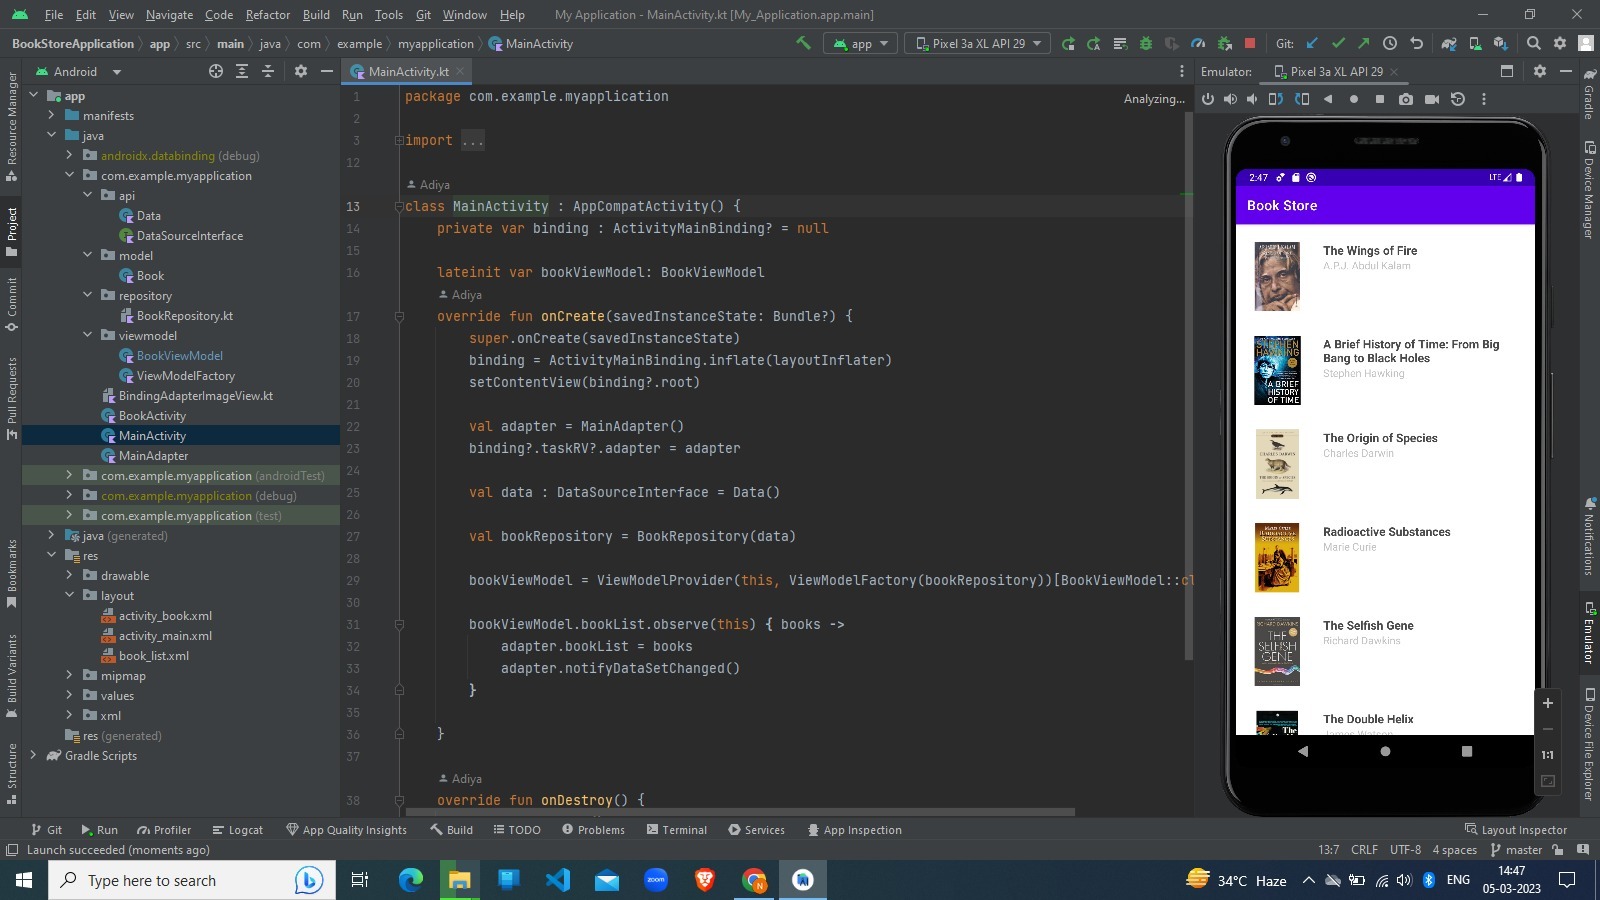 File Edit View Navigate Code Refactor Build Run Tools Git Window Help My Application - MainActivity.kt [My_Application.app.main]
BookStoreApplication app src main java com example myapplication MainActivity app Pixel 3a XL API 29 Git:
Android MainActivity.kt Emulator: Pixel 3a XL API 29
Resource Manager
Project
Commit
Pull Requests
Bookmarks
Build Variants
Structure
app
manifests
java
androidx.databinding (debug)
com.example.myapplication
api
Data
DataSourceInterface
model
Book
repository
BookRepository.kt
viewmodel
BookViewModel
ViewModelFactory
BindingAdapterImageView.kt
BookActivity
MainActivity
MainAdapter
com.example.myapplication (androidTest)
com.example.myapplication (debug)
com.example.myapplication (test)
java (generated)
res
drawable
layout
activity_book.xml
activity_main.xml
book_list.xml
mipmap
values
xml
res (generated)
Gradle Scripts
Analyzing...
1 package com.example.myapplication
2
3 import ...
12
Adiya
13 class MainActivity : AppCompatActivity() {
14 private var binding : ActivityMainBinding? = null
15
16 lateinit var bookViewModel: BookViewModel
Adiya
17 override fun onCreate(savedInstanceState: Bundle?) {
18 super.onCreate(savedInstanceState)
19 binding = ActivityMainBinding.inflate(layoutInflater)
20 setContentView(binding?.root)
21
22 val adapter = MainAdapter()
23 binding?.taskRV?.adapter = adapter
24
25 val data : DataSourceInterface = Data()
26
27 val bookRepository = BookRepository(data)
28
29 bookViewModel = ViewModelProvider(this, ViewModelFactory(bookRepository))[BookViewModel::cl
30
31 bookViewModel.bookList.observe(this) { books ->
32 adapter.bookList = books
33 adapter.notifyDataSetChanged()
34 }
35
36 }
37
Adiya
38 override fun onDestroy() {
2:47 LTE
Book Store
The Wings of Fire
A.P.J. Abdul Kalam
STEPHEN HAWKING
A BRIEF
HISTORY
OF TIME
A Brief History of Time: From Big
Bang to Black Holes
Stephen Hawking
CHARLES DARWIN
The Origin of Species
Charles Darwin
Radioactive Substances
Marie Curie
RICHARD DAWKINS
THE
SELFISH
GENE
The Selfish Gene
Richard Dawkins
The
The Double Helix
James Watson
1:1
Gradle
Device Manager
Notifications
Emulator
Device File Explorer
Git Run Profiler Logcat App Quality Insights Build TODO Problems Terminal Services App Inspection Layout Inspector
Launch succeeded (moments ago) 13:7 CRLF UTF-8 4 spaces master
Type here to search zoom N 34°C Haze ENG 14:47
05-03-2023